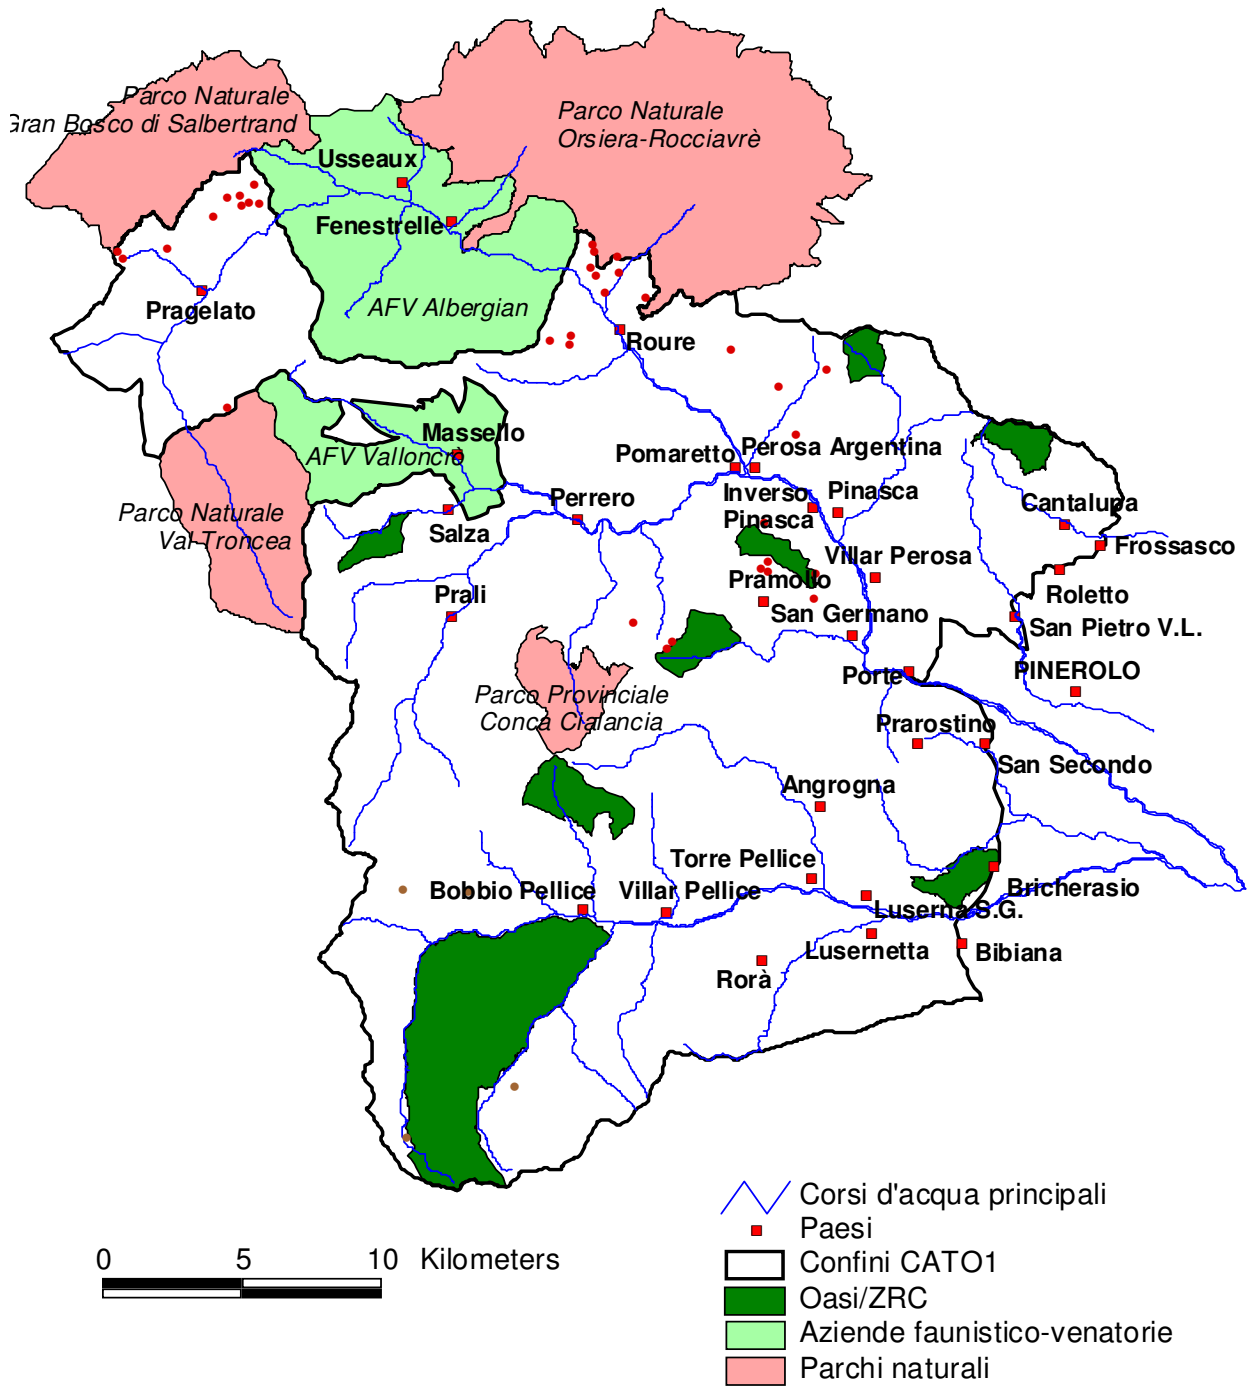 Parco Naturale
Gran Bosco di Salbertrand
Parco Naturale
Orsiera-Rocciavrè
Usseaux
Fenestrelle
AFV Albergian
Pragelato
Roure
Massello
AFV Valloncrò
Pomaretto
Perosa Argentina
Inverso
Pinasca
Pinasca
Cantalupa
Perrero
Parco Naturale
Val Troncea
Salza
Frossasco
Villar Perosa
Pramollo
Roletto
Prali
San Germano
San Pietro V.L.
Porte
PINEROLO
Parco Provinciale
Conca Cialancia
Prarostino
San Secondo
Angrogna
Torre Pellice
Bobbio Pellice
Villar Pellice
Bricherasio
Luserna S.G.
Lusernetta
Bibiana
Rorà
Corsi d'acqua principali
Paesi
0 5 10 Kilometers
Confini CATO1
Oasi/ZRC
Aziende faunistico-venatorie
Parchi naturali